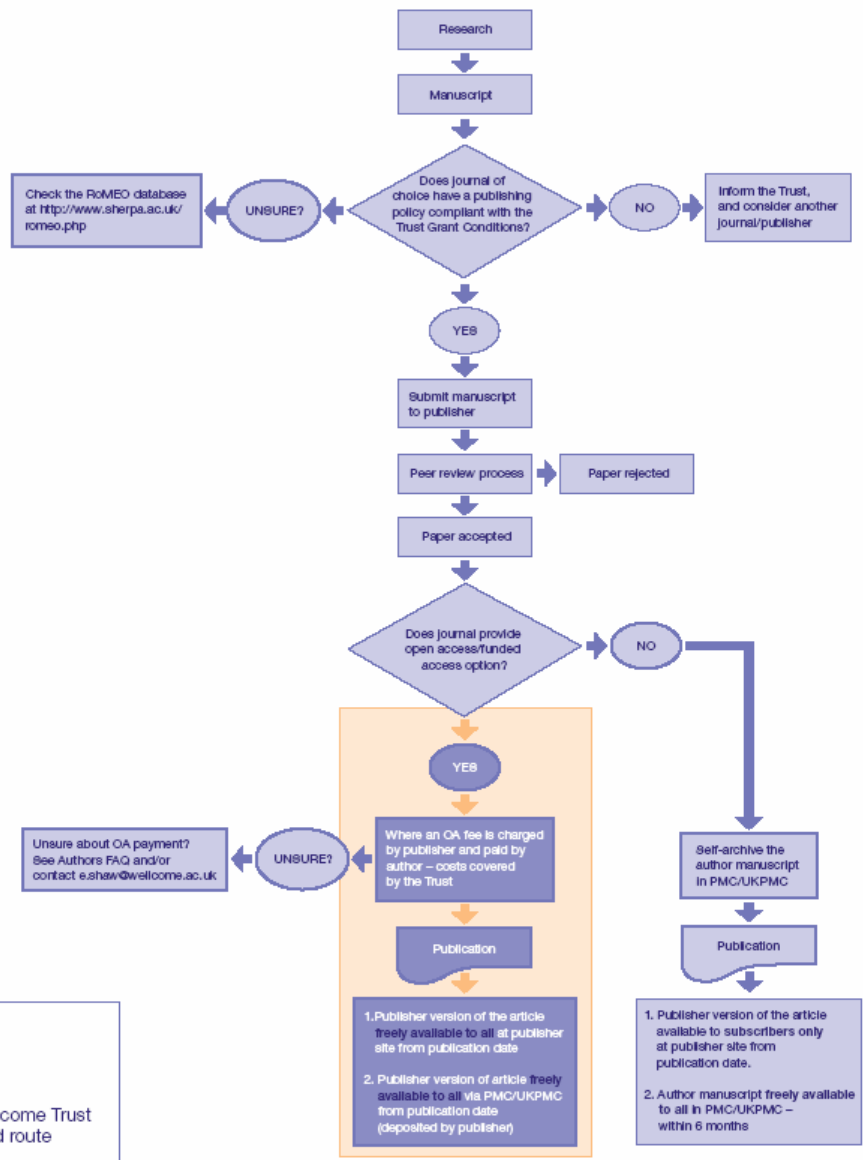 Research
Manuscript
Does journal of
choice have a publishing
policy compliant with the
Trust Grant Conditions?
UNSURE?
Check the RoMEO database
at http://www.sherpa.ac.uk/
romeo.php
NO
Inform the Trust,
and consider another
journal/publisher
YES
Submit manuscript
to publisher
Peer review process
Paper rejected
Paper accepted
Does journal provide
open access/funded
access option?
NO
YES
Where an OA fee is charged
by publisher and paid by
author – costs covered
by the Trust
UNSURE?
Unsure about OA payment?
See Authors FAQ and/or
contact e.shaw@wellcome.ac.uk
Self-archive the
author manuscript
in PMC/UKPMC
Publication
Publication
1.Publisher version of the article
freely available to all at publisher
site from publication date
2. Publisher version of article freely
available to all via PMC/UKPMC
from publication date
(deposited by publisher)
1. Publisher version of the article
available to subscribers only
at publisher site from
publication date.
2. Author manuscript freely available
to all in PMC/UKPMC –
within 6 months
come Trust
route